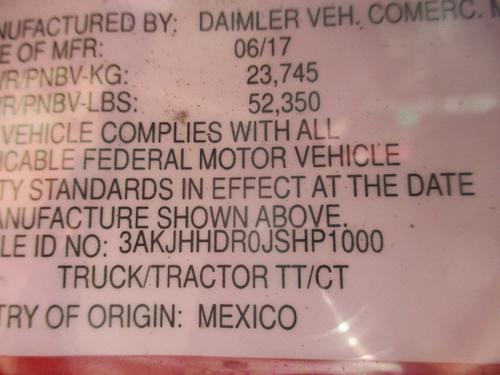 NUFACTURED BY: DAIMLER VEH. COMERC.
E OF MFR: 06/17
VR/PNBV-KG: 23,745
VR/PNBV-LBS: 52,350
VEHICLE COMPLIES WITH ALL
ICABLE FEDERAL MOTOR VEHICLE
TY STANDARDS IN EFFECT AT THE DATE
ANUFACTURE SHOWN ABOVE.
LE ID NO: 3AKJHHDR0JSHP1000
TRUCK/TRACTOR TT/CT
TRY OF ORIGIN: MEXICO